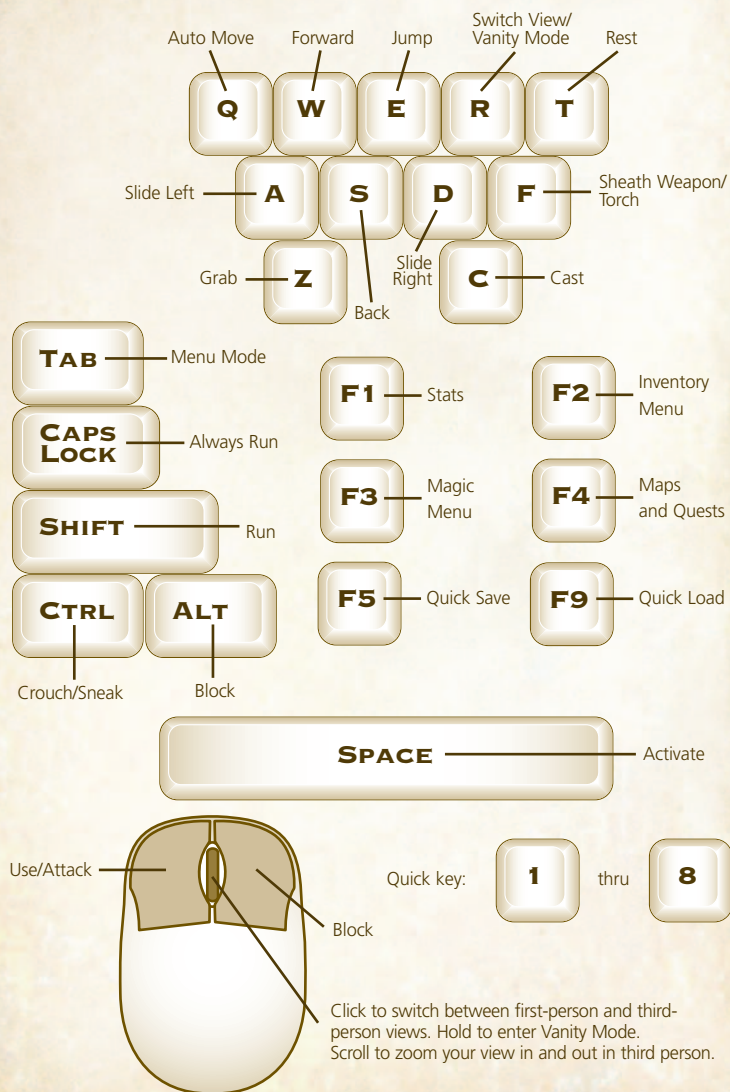 Auto Move
Forward
Jump
Switch View/
Vanity Mode
Rest
Q
W
E
R
T
Slide Left
A
S
D
F
Sheath Weapon/
Torch
Grab
Z
Back
Slide
Right
C
Cast
TAB
Menu Mode
CAPS
LOCK
Always Run
SHIFT
Run
CTRL
ALT
Crouch/Sneak
Block
F1
Stats
F2
Inventory
Menu
F3
Magic
Menu
F4
Maps
and Quests
F5
Quick Save
F9
Quick Load
SPACE
Activate
Use/Attack
Block
Quick key:
1
thru
8
Click to switch between first-person and third-
person views. Hold to enter Vanity Mode.
Scroll to zoom your view in and out in third person.